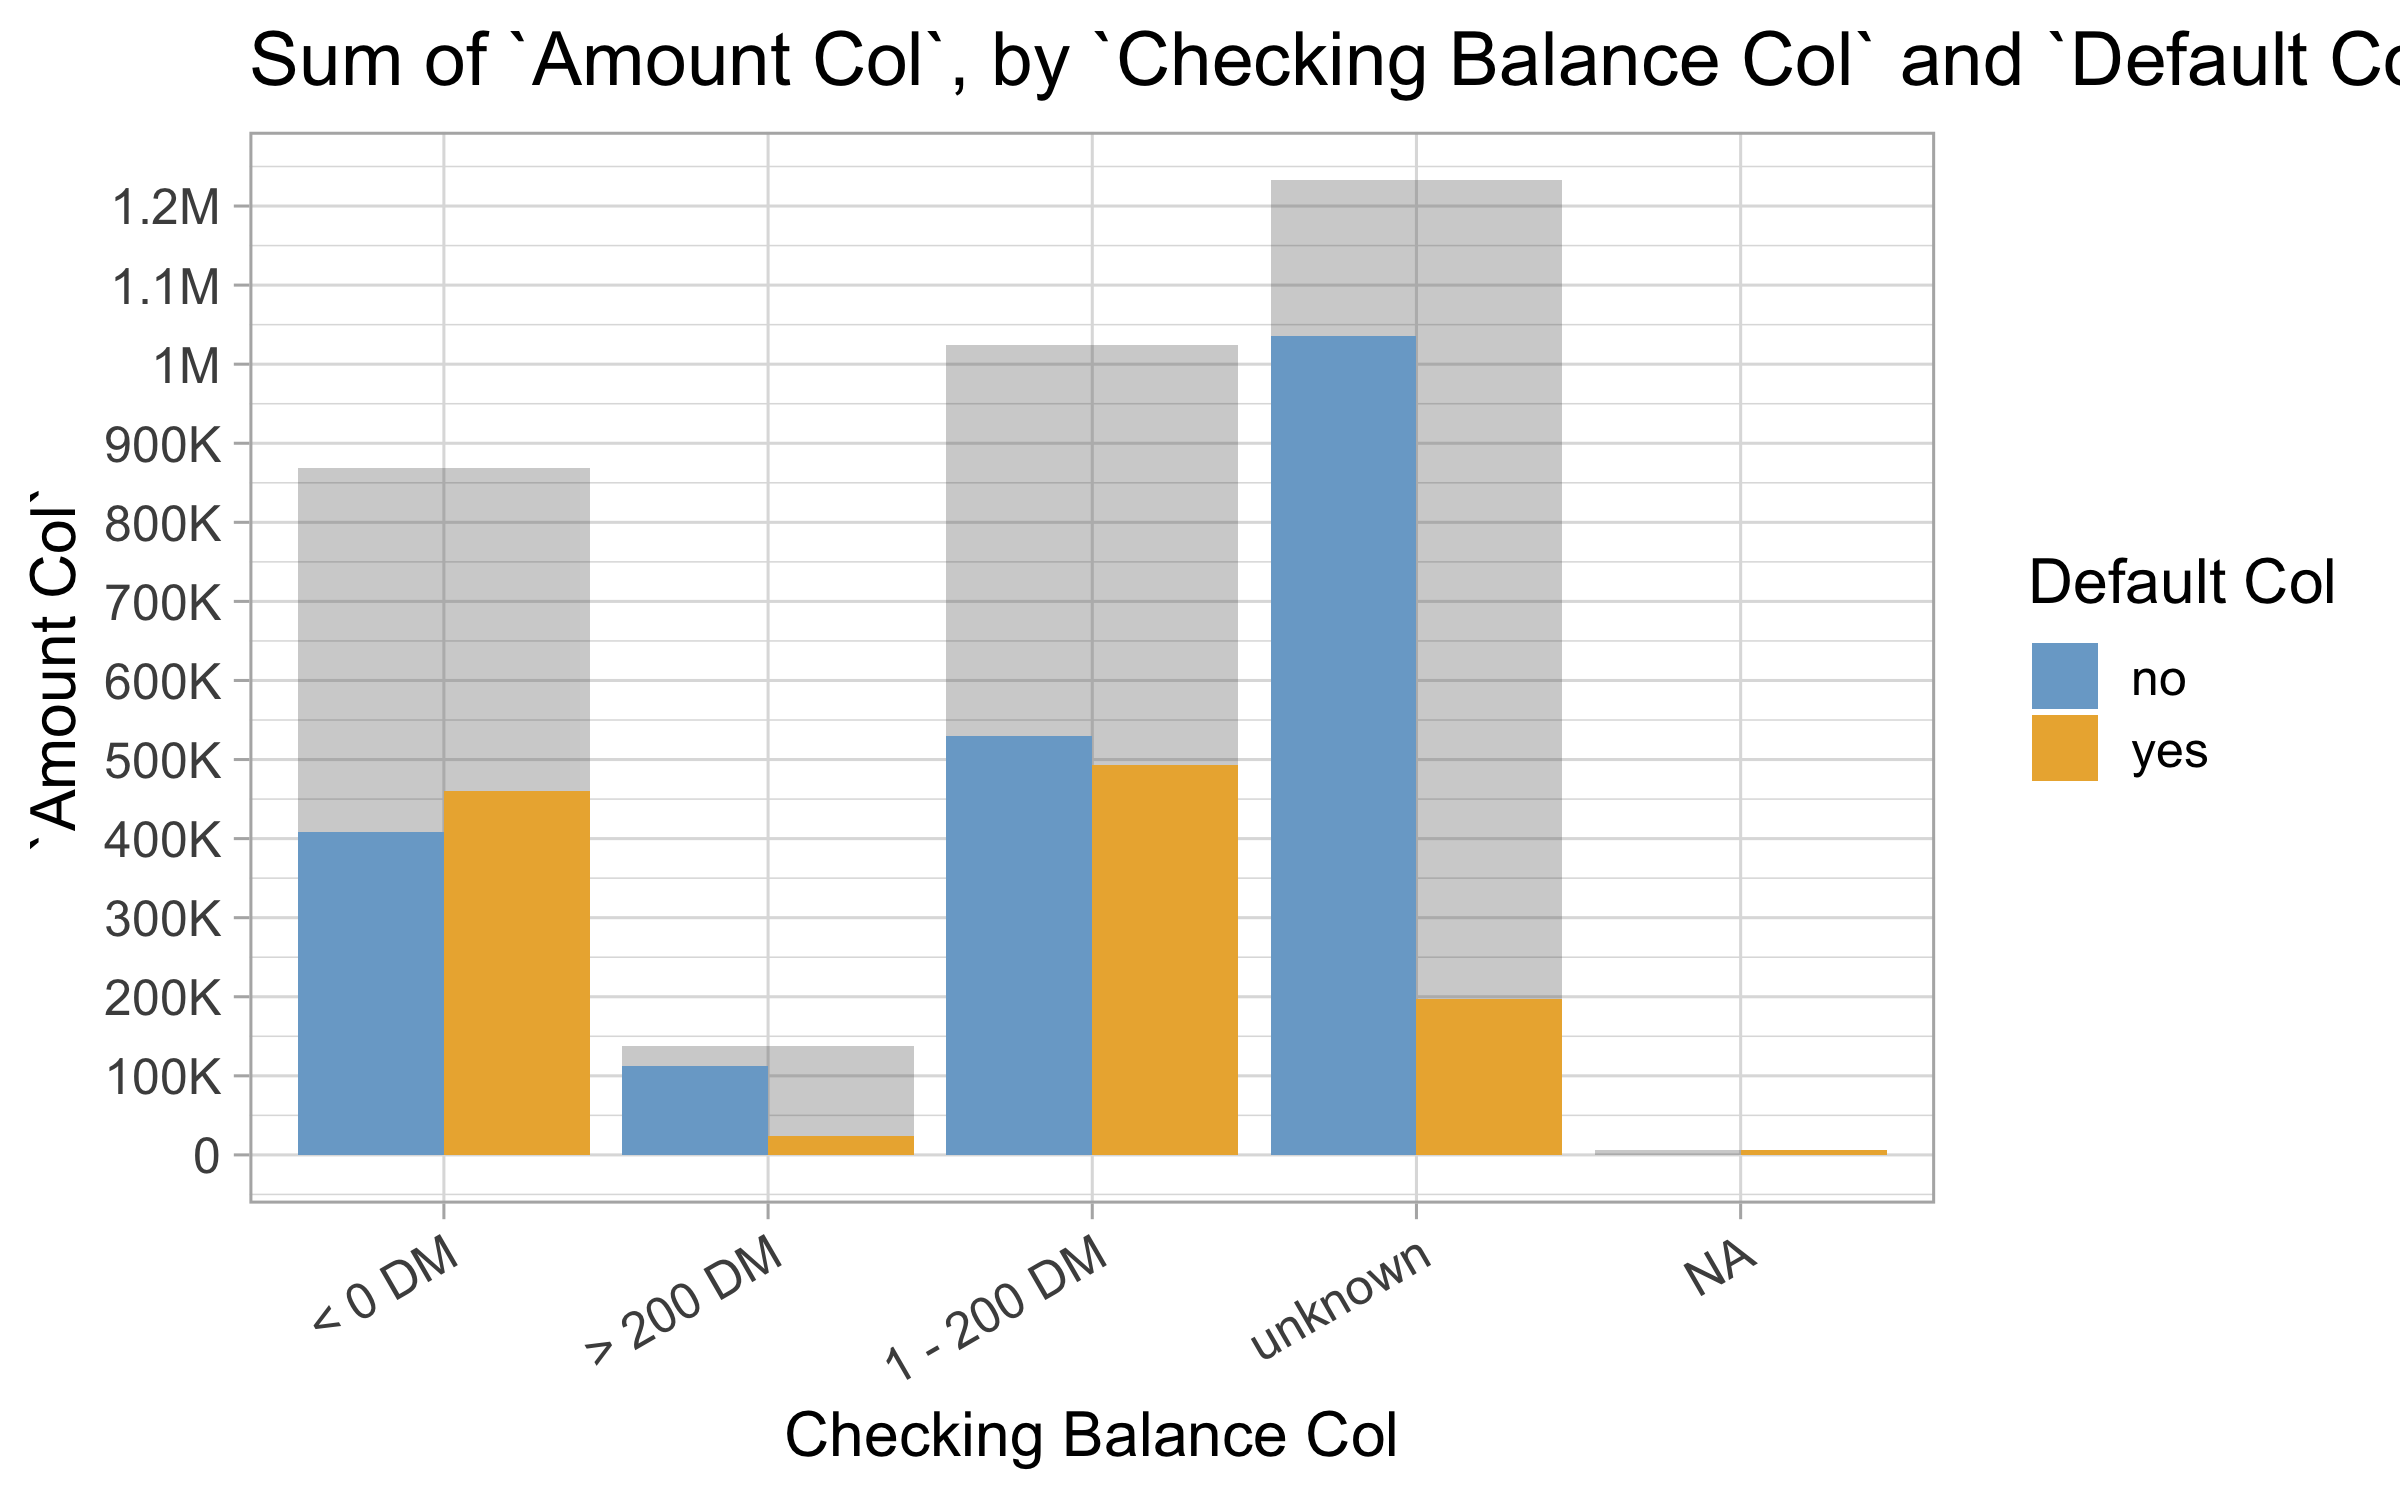 Sum of `Amount Col`, by `Checking Balance Col` and `Default
1.2M
1.1M
1M
900K
800K
700K
600K
500K
400K
300K
200K
100K
0
`Amount Col`
< 0 DM
> 200 DM
1 - 200 DM
unknown
NA
Checking Balance Col
Default Col
no
yes